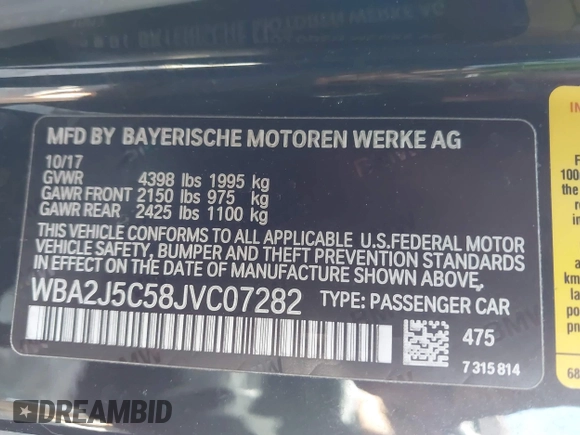 MFD BY BAYERISCHE MOTOREN WERKE AG
10/17
GVWR 4398 lbs 1995 kg
GAWR FRONT 2150 lbs 975 kg
GAWR REAR 2425 lbs 1100 kg
THIS VEHICLE CONFORMS TO ALL APPLICABLE U.S.FEDERAL MOTOR
VEHICLE SAFETY, BUMPER AND THEFT PREVENTION STANDARDS
IN EFFECT ON THE DATE OF MANUFACTURE SHOWN ABOVE.
WBA2J5C58JVC07282 TYPE: PASSENGER CAR
475
7 315 814
DREAMBID